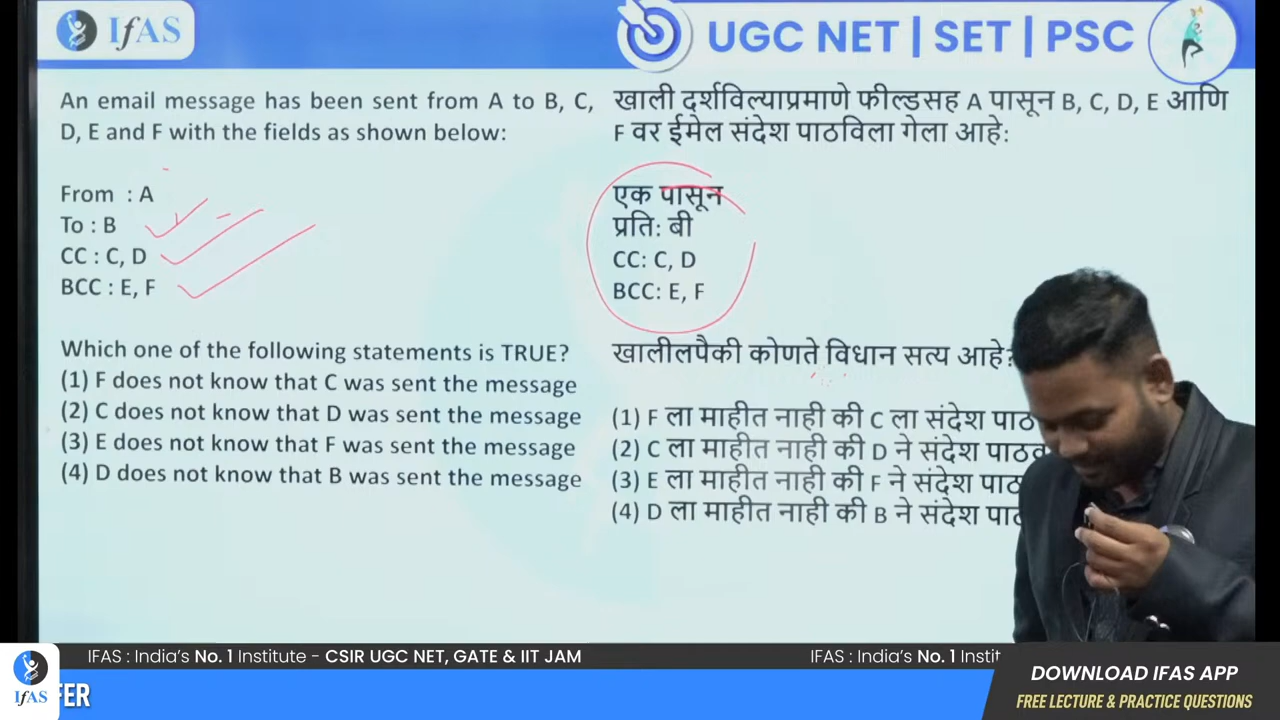 IfAS
UGC NET | SET | PSC
An email message has been sent from A to B, C,
D, E and F with the fields as shown below:
From : A
To : B
CC : C, D
BCC : E, F
Which one of the following statements is TRUE?
(1) F does not know that C was sent the message
(2) C does not know that D was sent the message
(3) E does not know that F was sent the message
(4) D does not know that B was sent the message
खाली दर्शविल्याप्रमाणे फील्डसह A पासून B, C, D, E आणि
F वर ईमेल संदेश पाठविला गेला आहे:
एक पासून
प्रति: बी
CC: C, D
BCC: E, F
खालीलपैकी कोणते विधान सत्य आहे?
(1) F ला माहीत नाही की C ला संदेश
(2) C ला माहीत नाही की D ने संदेश
(3) E ला माहीत नाही की F ने संदेश
(4) D ला माहीत नाही की B ने संदेश
IFAS : India's No. 1 Institute - CSIR UGC NET, GATE & IIT JAM
IFAS : India's No. 1
IfAS
DOWNLOAD IFAS APP
FREE LECTURE & PRACTICE QUESTIONS